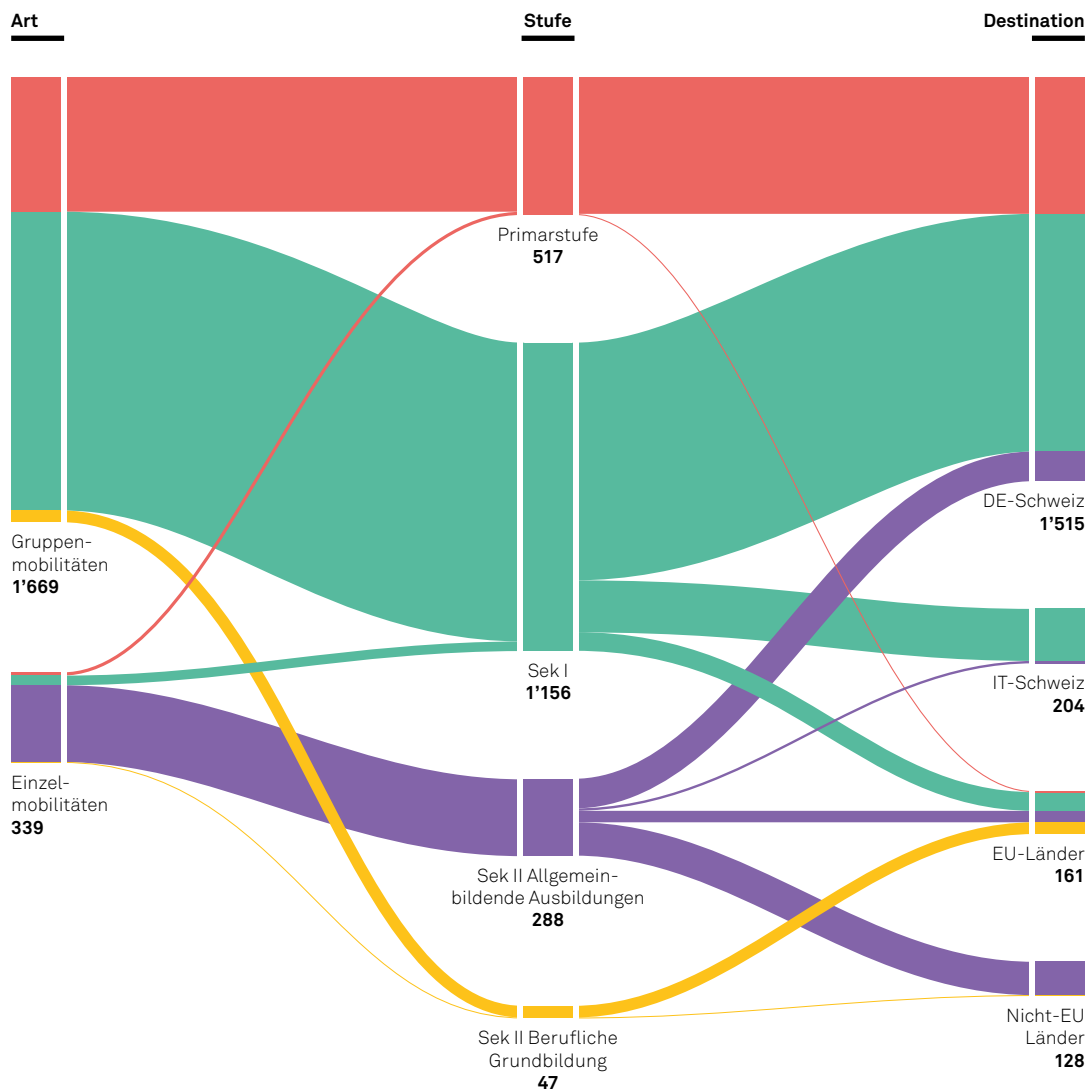 Art
Stufe
Destination
Primarstufe
517
DE-Schweiz
1’515
Gruppen-
mobilitäten
1’669
Sek I
1’156
IT-Schweiz
204
Einzel-
mobilitäten
339
EU-Länder
161
Sek II Allgemein-
bildende Ausbildungen
288
Nicht-EU
Länder
128
Sek II Berufliche
Grundbildung
47